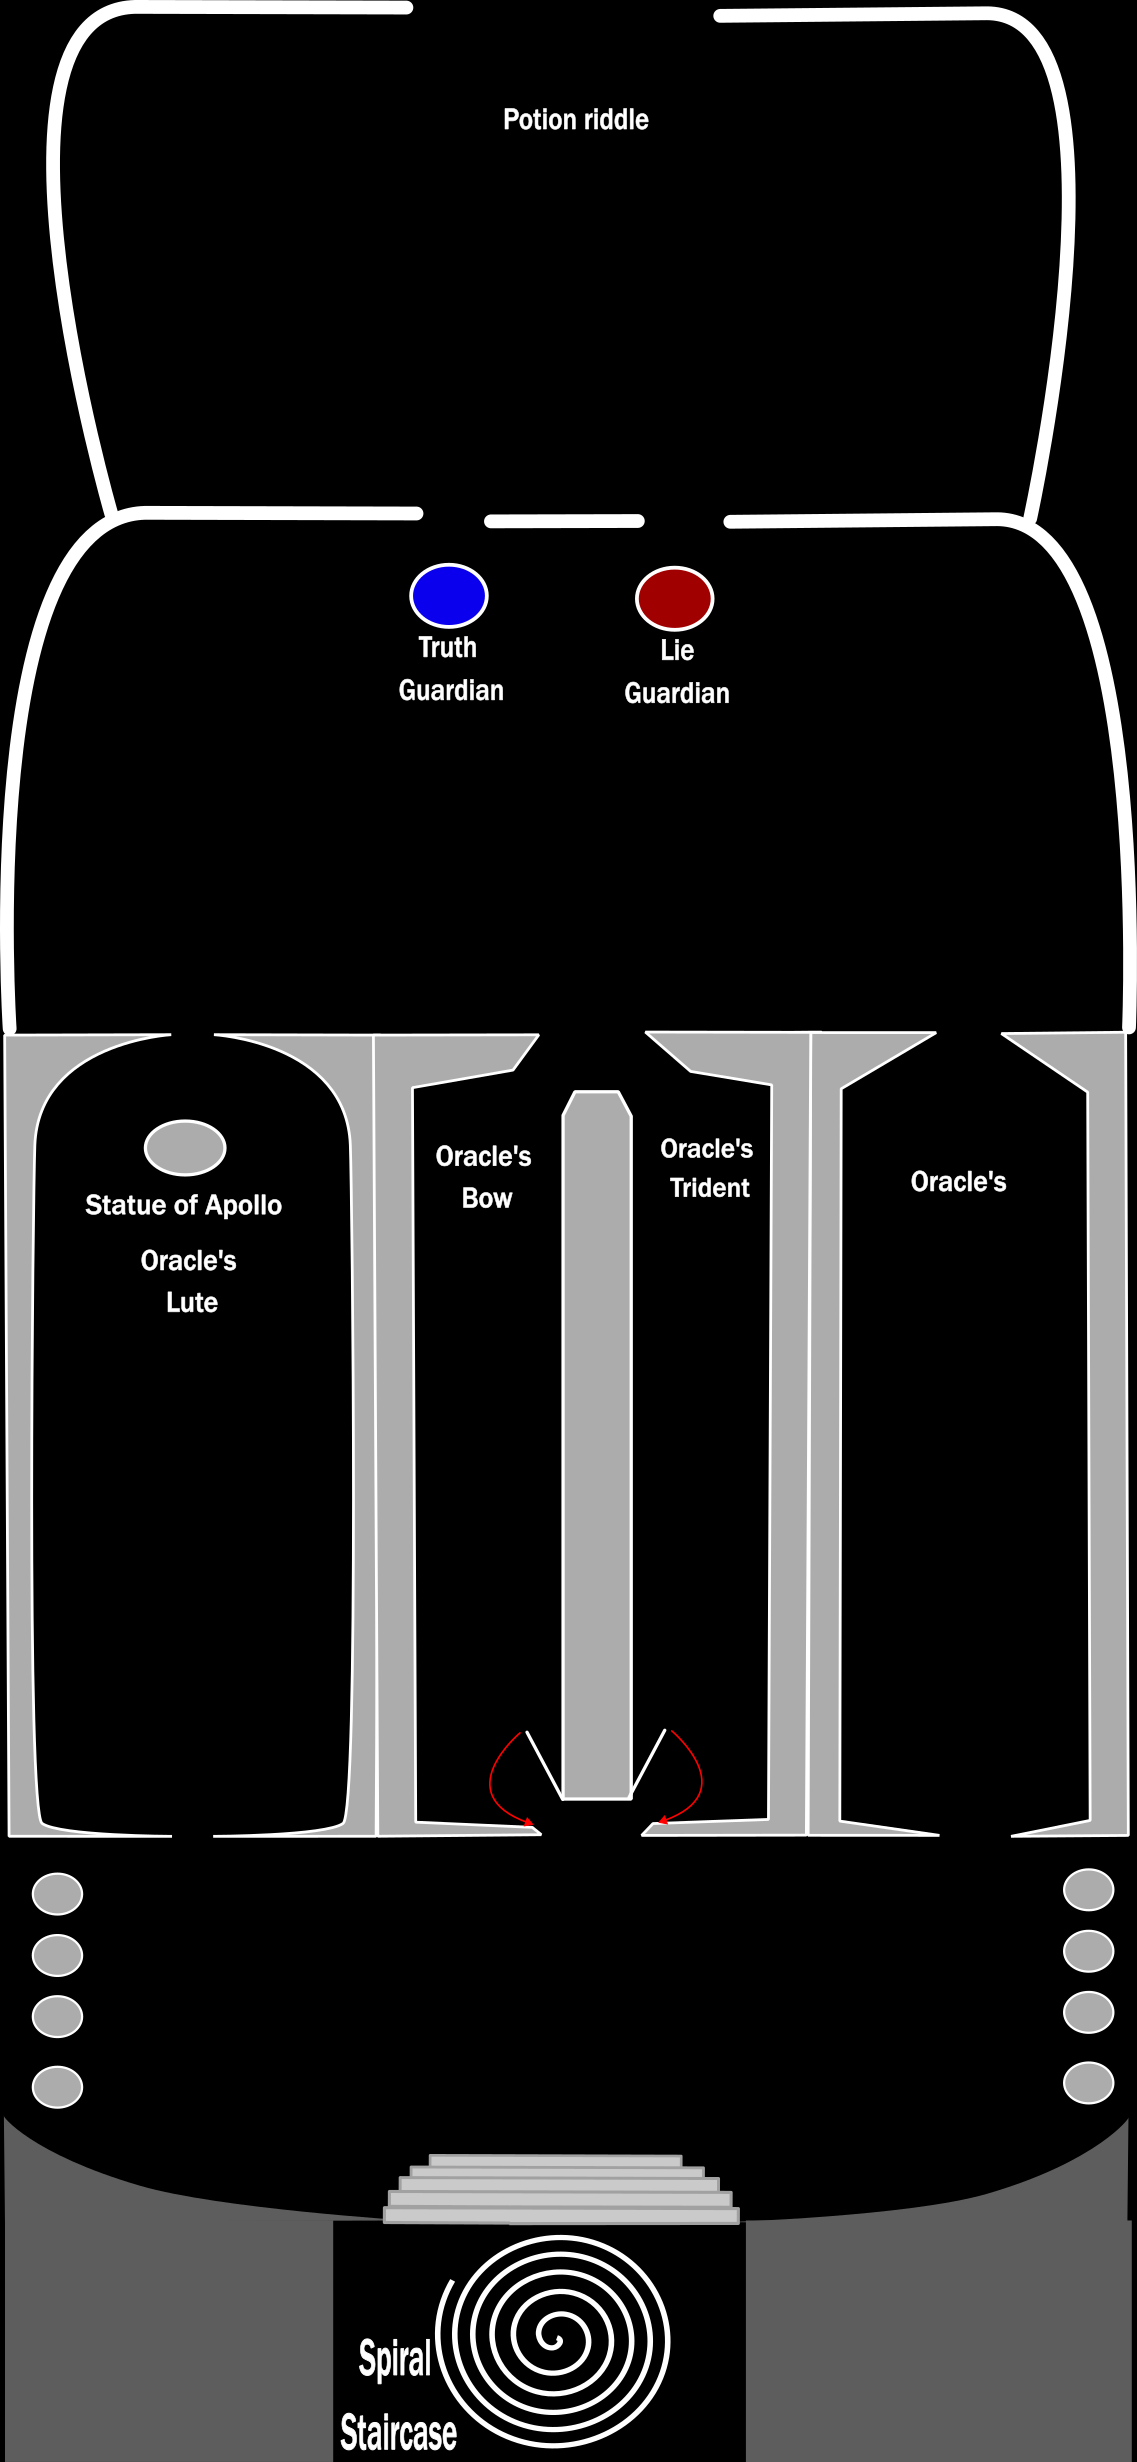 Potion riddle
Truth
Guardian
Lie
Guardian
Statue of Apollo
Oracle's
Lute
Oracle's
Bow
Oracle's
Trident
Oracle's
Spiral
Staircase